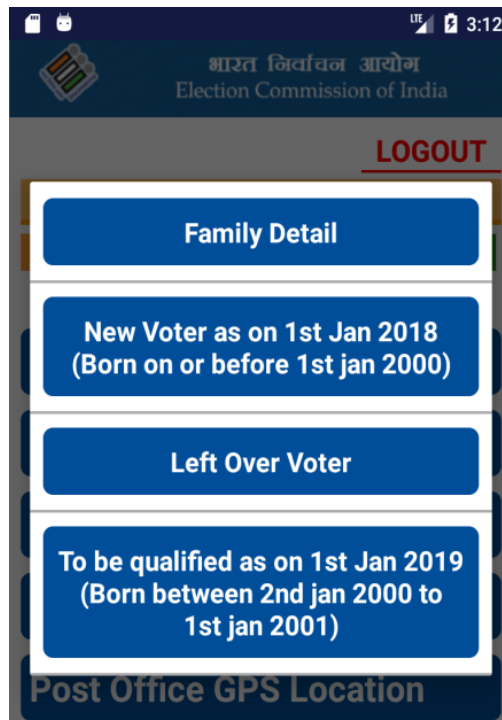 LTE 3:12
भारत निर्वाचन आयोग
Election Commission of India
LOGOUT
Family Detail
New Voter as on 1st Jan 2018
(Born on or before 1st jan 2000)
Left Over Voter
To be qualified as on 1st Jan 2019
(Born between 2nd jan 2000 to
1st jan 2001)
Post Office GPS Location